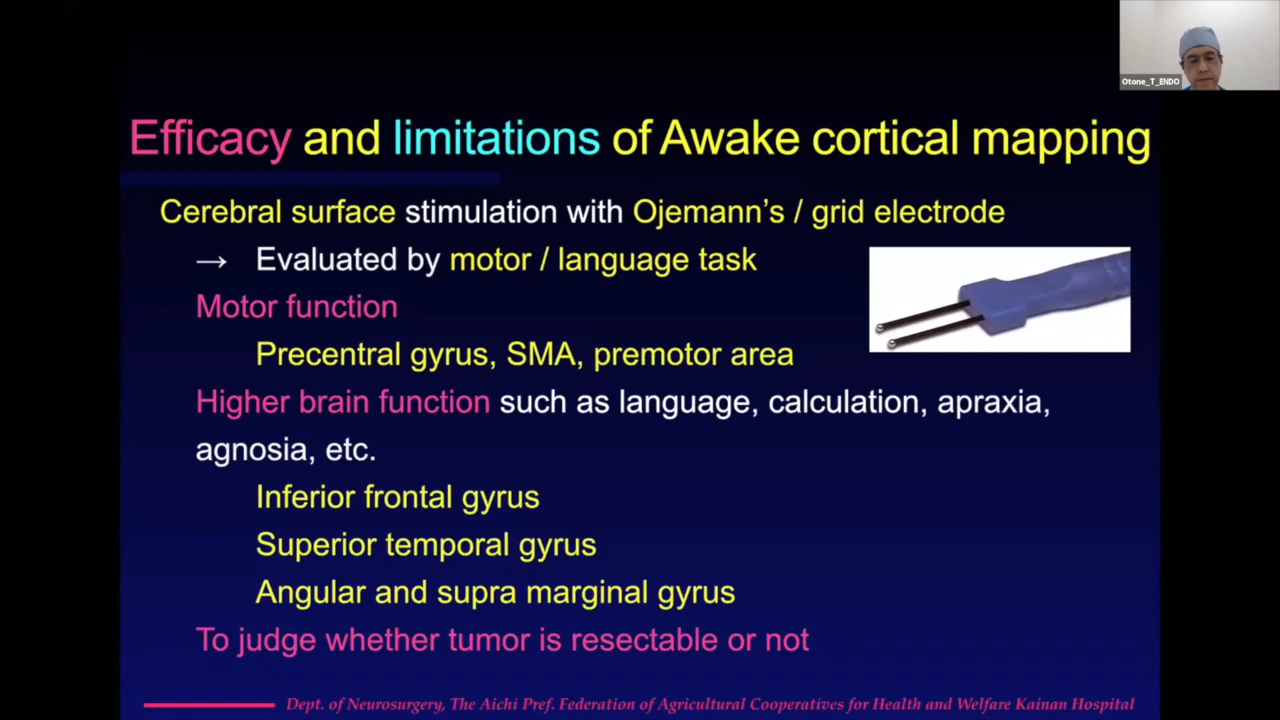 Otone_T_ENDO
Efficacy and limitations of Awake cortical mapping
Cerebral surface stimulation with Ojemann's / grid electrode
→ Evaluated by motor / language task
Motor function
Precentral gyrus, SMA, premotor area
Higher brain function such as language, calculation, apraxia,
agnosia, etc.
Inferior frontal gyrus
Superior temporal gyrus
Angular and supra marginal gyrus
To judge whether tumor is resectable or not
Dept. of Neurosurgery, The Aichi Pref. Federation of Agricultural Cooperatives for Health and Welfare Kainan Hospital